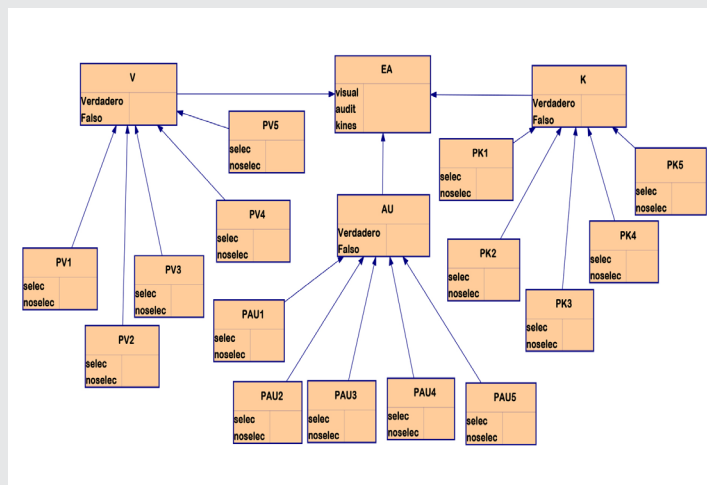 V
Verdadero
Falso
EA
visual
audit
kines
K
Verdadero
Falso
PV5
selec
noselec
PK1
selec
noselec
PK5
selec
noselec
PV4
selec
noselec
AU
Verdadero
Falso
PK4
selec
noselec
PV1
selec
noselec
PV3
selec
noselec
PK2
selec
noselec
PV2
selec
noselec
PAU1
selec
noselec
PK3
selec
noselec
PAU2
selec
noselec
PAU3
selec
noselec
PAU4
selec
noselec
PAU5
selec
noselec